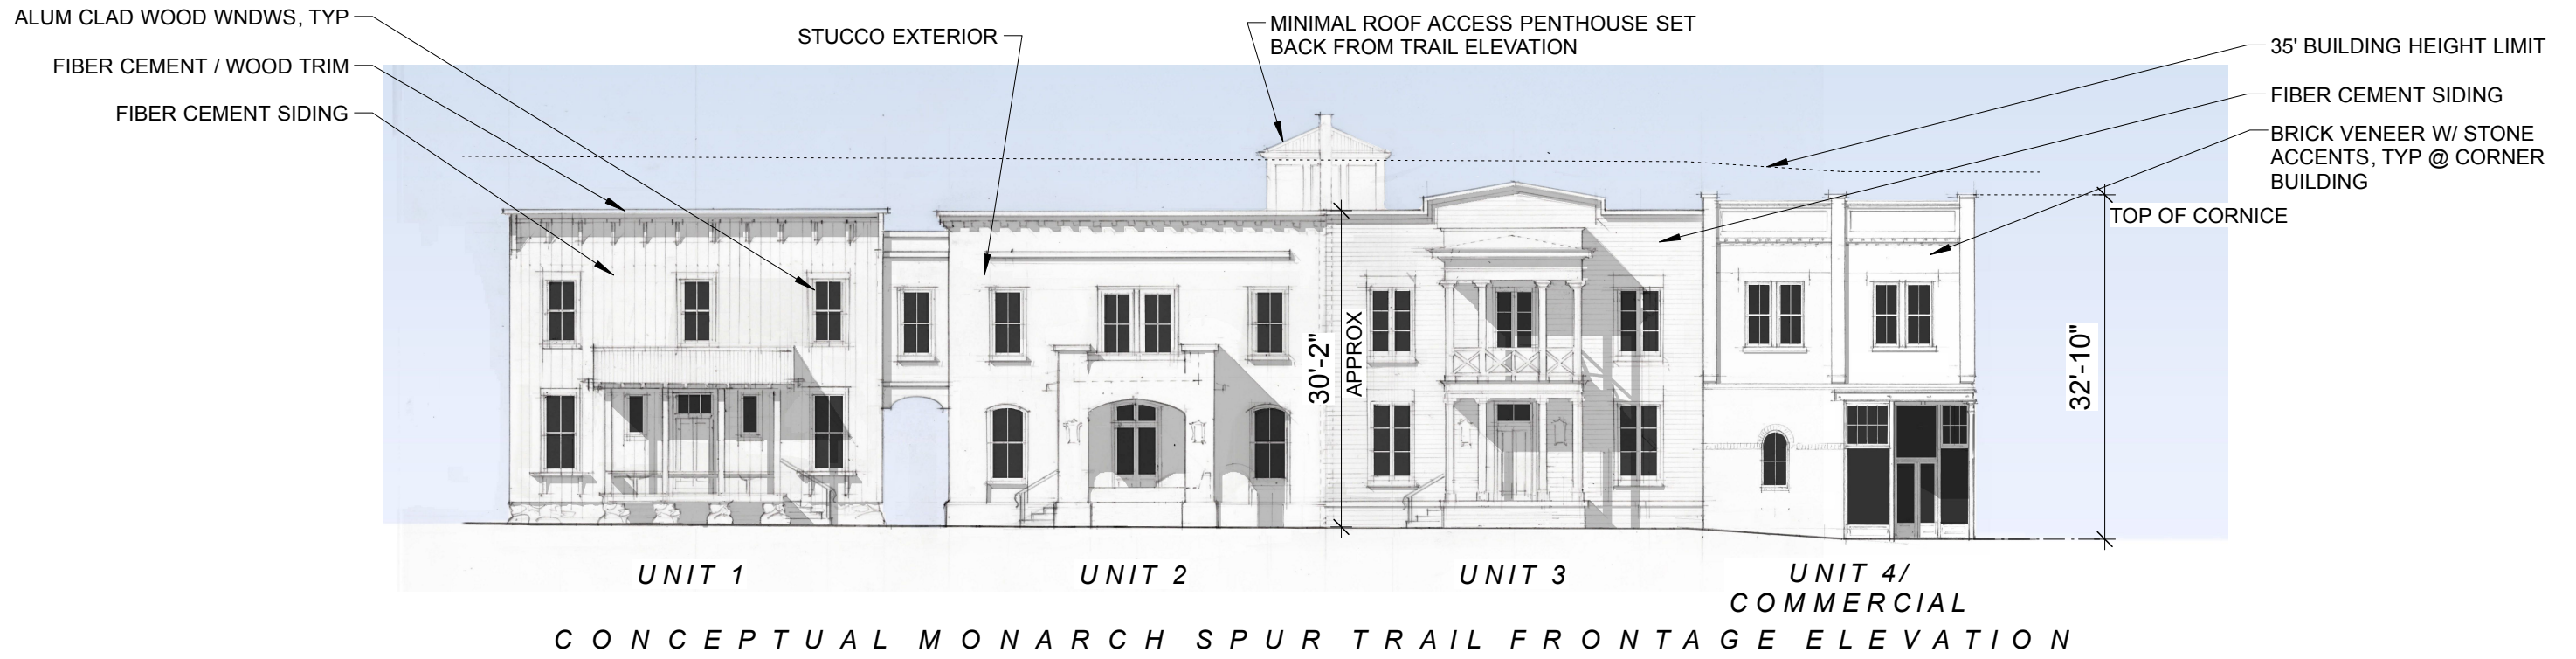 ALUM CLAD WOOD WNDWS, TYP
FIBER CEMENT / WOOD TRIM
FIBER CEMENT SIDING
STUCCO EXTERIOR
MINIMAL ROOF ACCESS PENTHOUSE SET
BACK FROM TRAIL ELEVATION
35' BUILDING HEIGHT LIMIT
FIBER CEMENT SIDING
BRICK VENEER W/ STONE
ACCENTS, TYP @ CORNER
BUILDING
TOP OF CORNICE
30'-2"
APPROX
32'-10"
UNIT 1
UNIT 2
UNIT 3
UNIT 4/
COMMERCIAL
CONCEPTUAL MONARCH SPUR TRAIL FRONTAGE ELEVATION